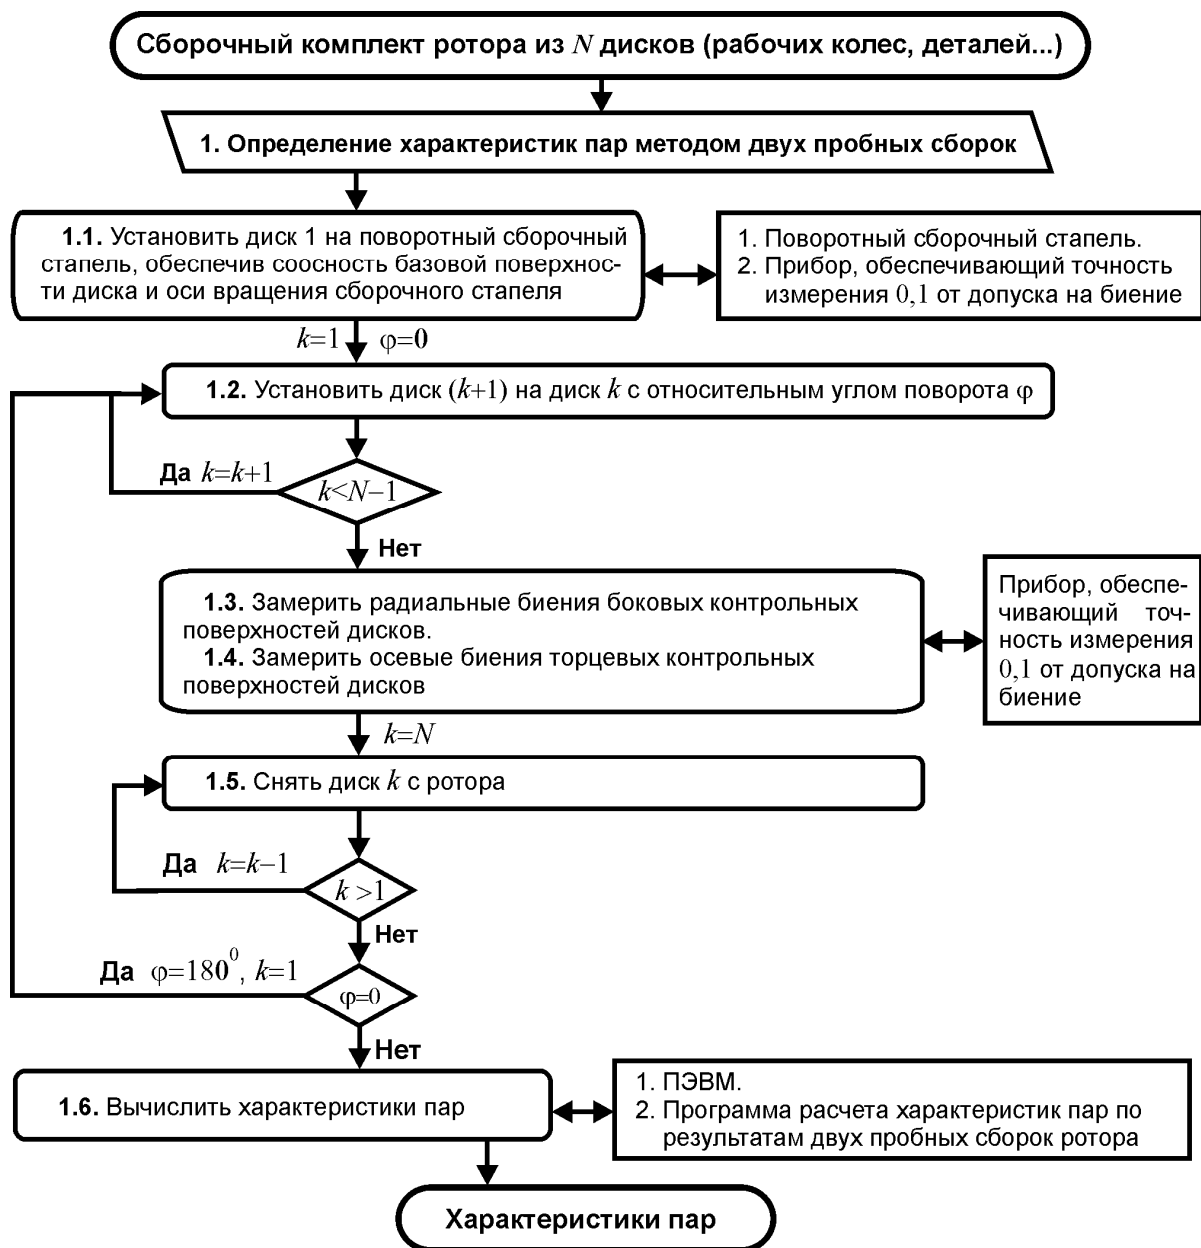 Сборочный комплект ротора из N дисков (рабочих колес, деталей...)
1. Определение характеристик пар методом двух пробных сборок
1.1. Установить диск 1 на поворотный сборочный
стапель, обеспечив соосность базовой поверхнос-
ти диска и оси вращения сборочного стапеля
1. Поворотный сборочный стапель.
2. Прибор, обеспечивающий точность
измерения 0,1 от допуска на биение
k=1 φ=0
1.2. Установить диск (k+1) на диск k с относительным углом поворота φ
Да k=k+1
k<N−1
Нет
1.3. Замерить радиальные биения боковых контрольных
поверхностей дисков.
1.4. Замерить осевые биения торцевых контрольных
поверхностей дисков
Прибор, обеспе-
чивающий точ-
ность измерения
0,1 от допуска на
биение
k=N
1.5. Снять диск k с ротора
Да k=k−1
k >1
Нет
Да φ=180⁰, k=1
φ=0
Нет
1.6. Вычислить характеристики пар
1. ПЭВМ.
2. Программа расчета характеристик пар по
результатам двух пробных сборок ротора
Характеристики пар